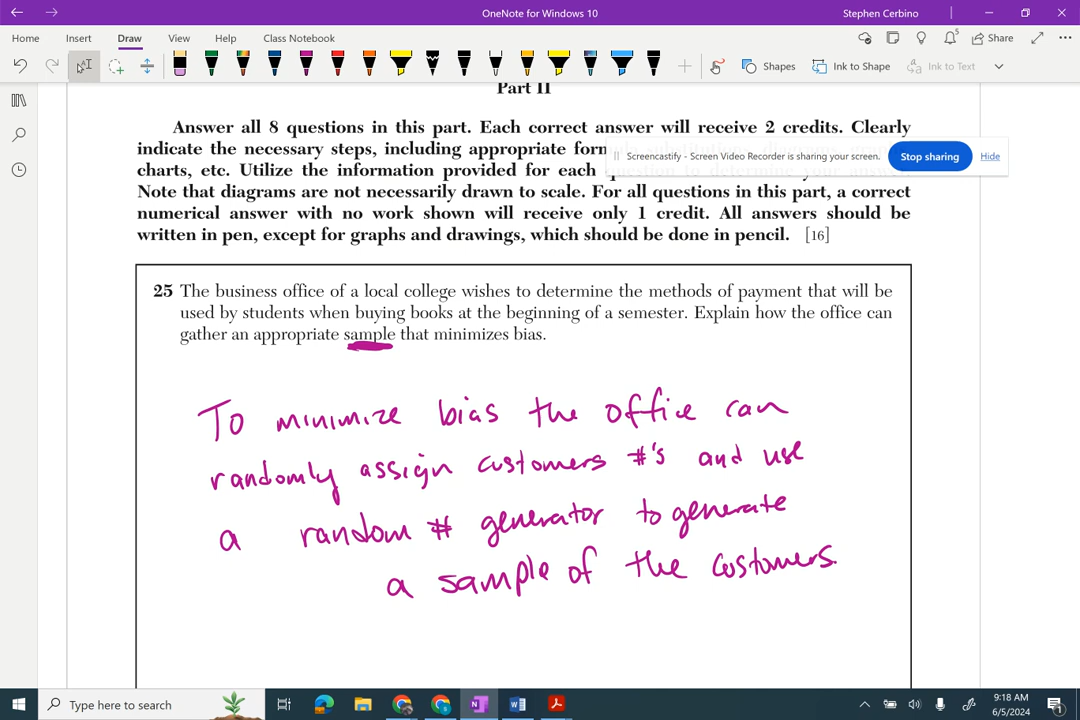 OneNote for Windows 10
Stephen Cerbino
Home Insert Draw View Help Class Notebook
Share
Shapes
Ink to Shape
Ink to Text
Part II
Answer all 8 questions in this part. Each correct answer will receive 2 credits. Clearly
indicate the necessary steps, including appropriate
Screencastify - Screen Video Recorder is sharing your screen.
Stop sharing
Hide
charts, etc. Utilize the information provided for each
Note that diagrams are not necessarily drawn to scale. For all questions in this part, a correct
numerical answer with no work shown will receive only 1 credit. All answers should be
written in pen, except for graphs and drawings, which should be done in pencil. [16]
25 The business office of a local college wishes to determine the methods of payment that will be
used by students when buying books at the beginning of a semester. Explain how the office can
gather an appropriate sample that minimizes bias.
To minimize bias the office can
randomly assign customers #'s and use
a random # generator to generate
a sample of the customers.
Type here to search
9:18 AM
6/5/2024